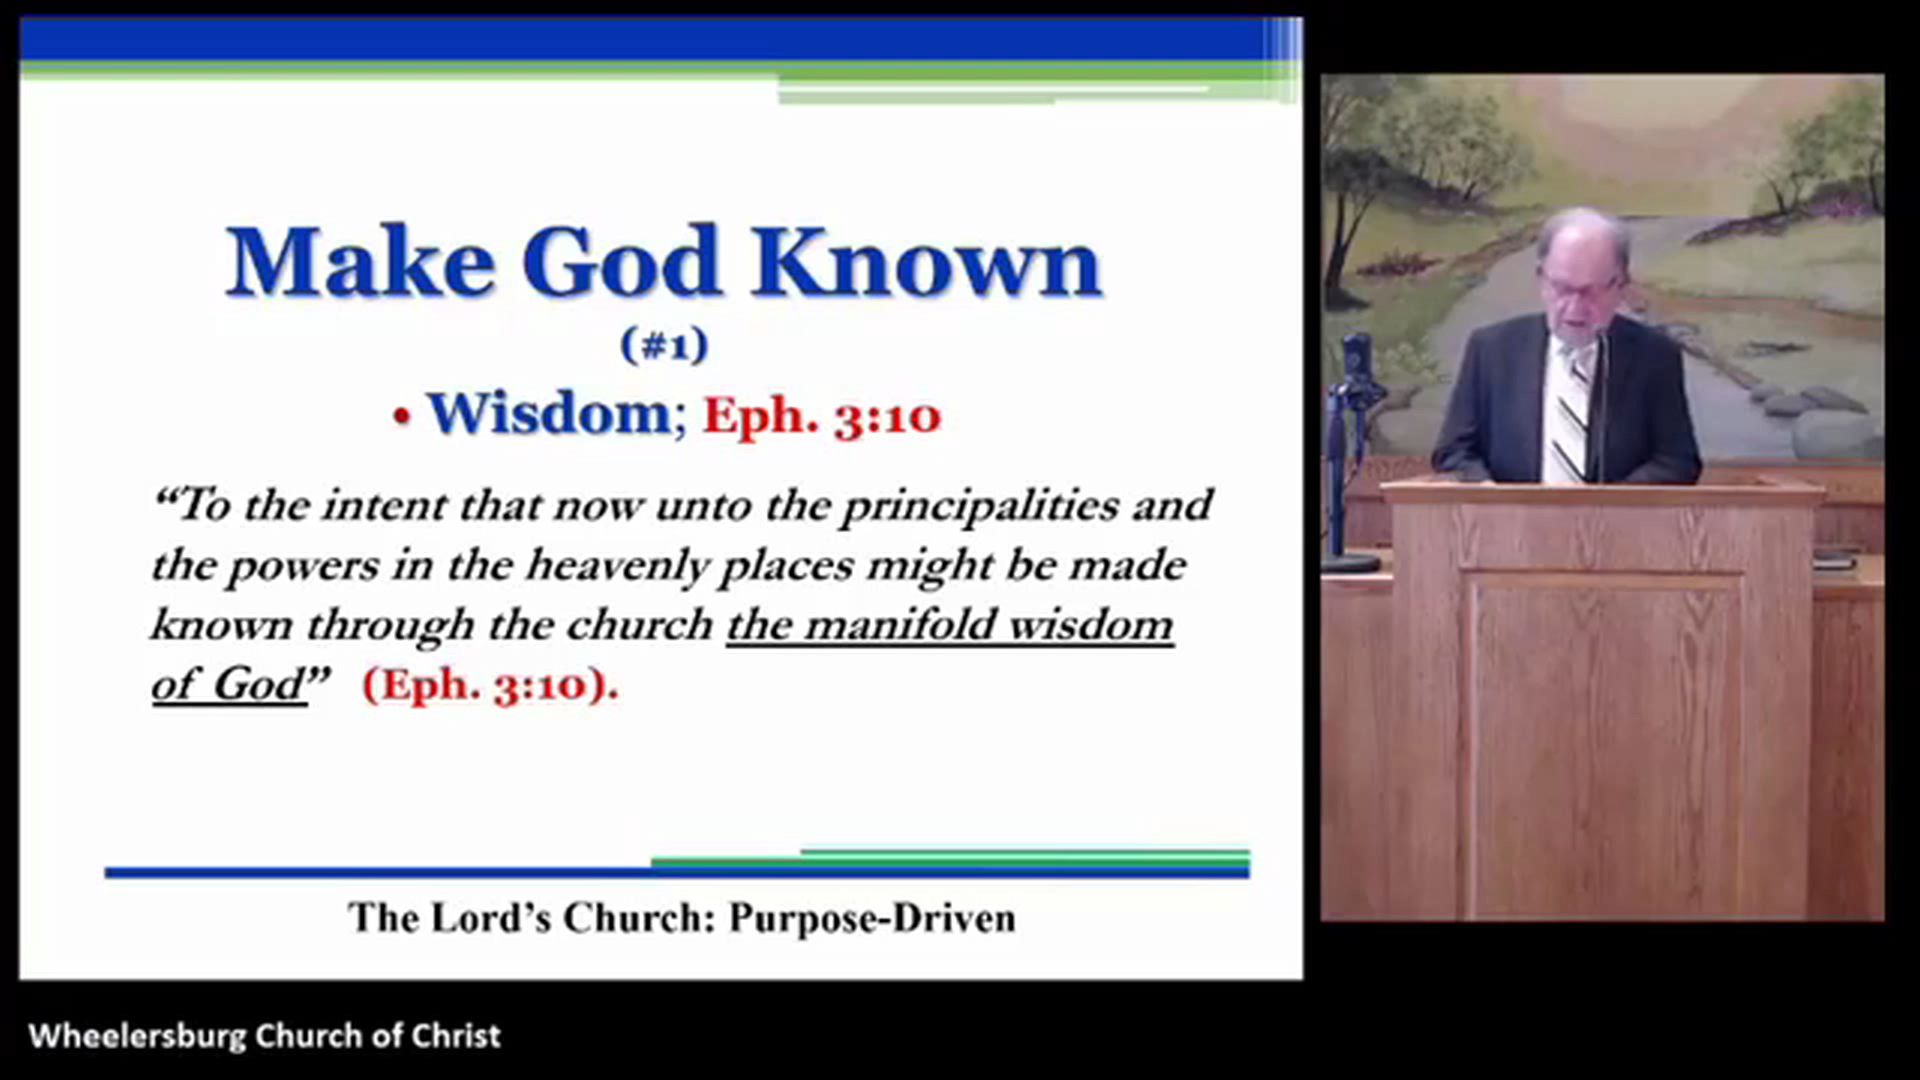 Make God Known
(#1)
• Wisdom; Eph. 3:10
“To the intent that now unto the principalities and
the powers in the heavenly places might be made
known through the church the manifold wisdom
of God” (Eph. 3:10).
The Lord’s Church: Purpose-Driven
Wheelersburg Church of Christ